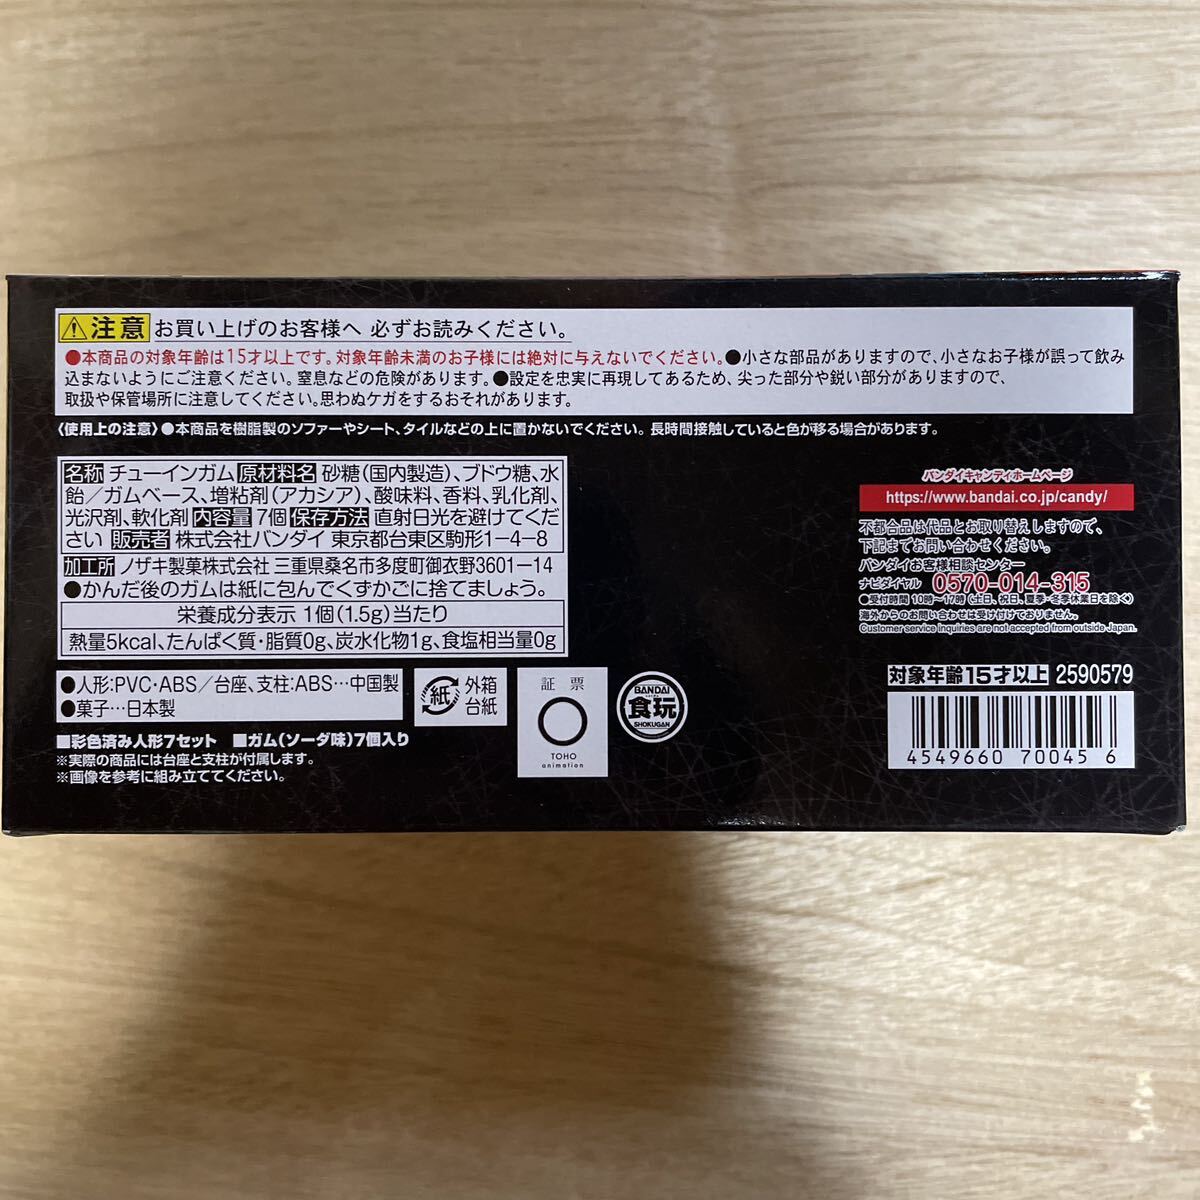 注意 お買い上げのお客様へ 必ずお読みください。
●本商品の対象年齢は15才以上です。対象年齢未満のお子様には絶対に与えないでください。●小さな部品がありますので、小さなお子様が誤って飲み
込まないようにご注意ください。窒息などの危険があります。●設定を忠実に再現してあるため、尖った部分や鋭い部分がありますので、
取扱や保管場所に注意してください。思わぬケガをするおそれがあります。
〈使用上の注意〉●本商品を樹脂製のソファーやシート、タイルなどの上に置かないでください。長時間接触していると色が移る場合があります。
名称 チューインガム 原材料名 砂糖(国内製造)、ブドウ糖、水
飴／ガムベース、増粘剤(アカシア)、酸味料、香料、乳化剤、
光沢剤、軟化剤 内容量 7個 保存方法 直射日光を避けてくだ
さい 販売者 株式会社バンダイ 東京都台東区駒形1-4-8
加工所 ノザキ製菓株式会社 三重県桑名市多度町御衣野3601-14
●かんだ後のガムは紙に包んでくずかごに捨てましょう。
栄養成分表示 1個(1.5g)当たり
熱量5kcal、たんぱく質・脂質0g、炭水化物1g、食塩相当量0g
●人形:PVC・ABS／台座、支柱:ABS…中国製
●菓子…日本製
紙 外箱
台紙
証票
TOHO
animation
BANDAI
食玩
SHOKUGAN
■彩色済み人形7セット ■ガム(ソーダ味)7個入り
※実際の商品には台座と支柱が付属します。
※画像を参考に組み立ててください。
バンダイキャンディホームページ
https://www.bandai.co.jp/candy/
不都合品は代品とお取り替えしますので、
下記までお問い合わせください。
バンダイお客様相談センター
ナビダイヤル 0570-014-315
●受付時間 10時〜17時(土日、祝日、夏季・冬季休業日を除く)
海外からのお問い合わせは受け付けておりません。
Customer service inquiries are not accepted from outside Japan.
対象年齢15才以上 2590579
4549660 70045 6